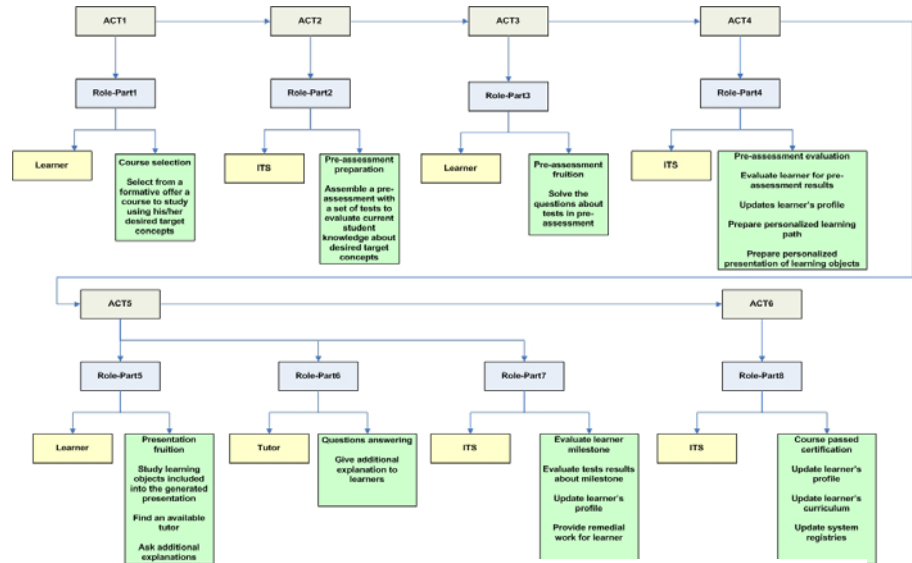 ACT1
ACT2
ACT3
ACT4
Role-Part1
Role-Part2
Role-Part3
Role-Part4
Learner
Course selection
Select from a
formative offer a
course to study
using his/her
desired target
concepts
ITS
Pre-assessment
preparation
Assemble a pre-
assessment with
a set of tests to
evaluate current
student
knowledge about
desired target
concepts
Learner
Pre-assessment
fruition
Solve the
questions about
tests in pre-
assessment
ITS
Pre-assessment evaluation
Evaluate learner for pre-
assessment results
Updates learner's profile
Prepare personalized learning
path
Prepare personalized
presentation of learning objects
ACT5
ACT6
Role-Part5
Role-Part6
Role-Part7
Role-Part8
Learner
Presentation
fruition
Study learning
objects included
into the generated
presentation
Find an available
tutor
Ask additional
explanations
Tutor
Questions answering
Give additional
explanation to
learners
ITS
Evaluate learner
milestone
Evaluate tests results
about milestone
Update learner's
profile
Provide remedial
work for learner
ITS
Course passed
certification
Update learner's
profile
Update learner's
curriculum
Update system
registries